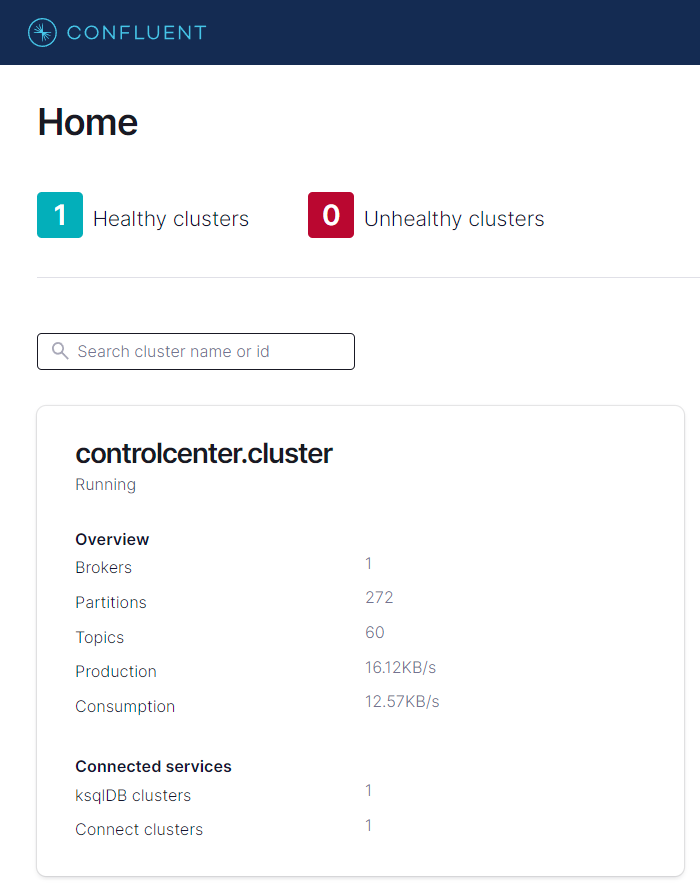 CONFLUENT
Home
1 Healthy clusters 0 Unhealthy clusters
Search cluster name or id
controlcenter.cluster
Running
Overview
Brokers 1
Partitions 272
Topics 60
Production 16.12KB/s
Consumption 12.57KB/s
Connected services
ksqlDB clusters 1
Connect clusters 1